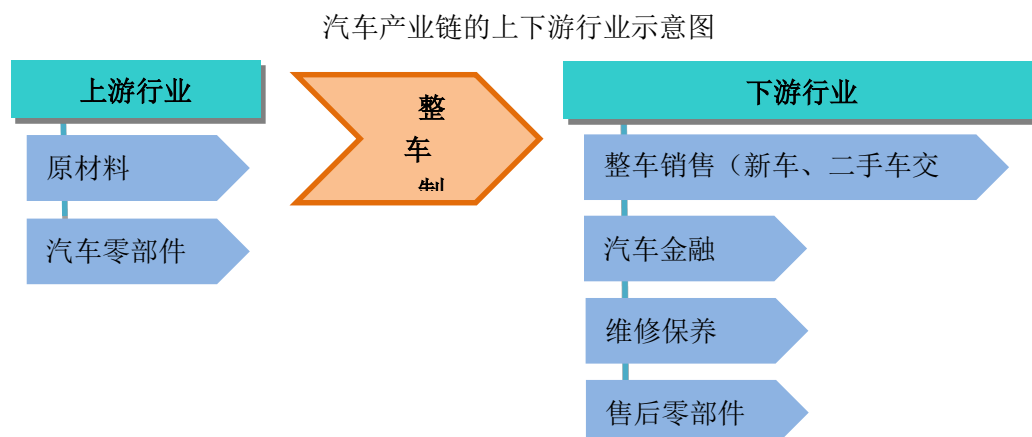 汽车产业链的上下游行业示意图
上游行业
原材料
汽车零部件
整
车
下游行业
整车销售（新车、二手车交
汽车金融
维修保养
售后零部件